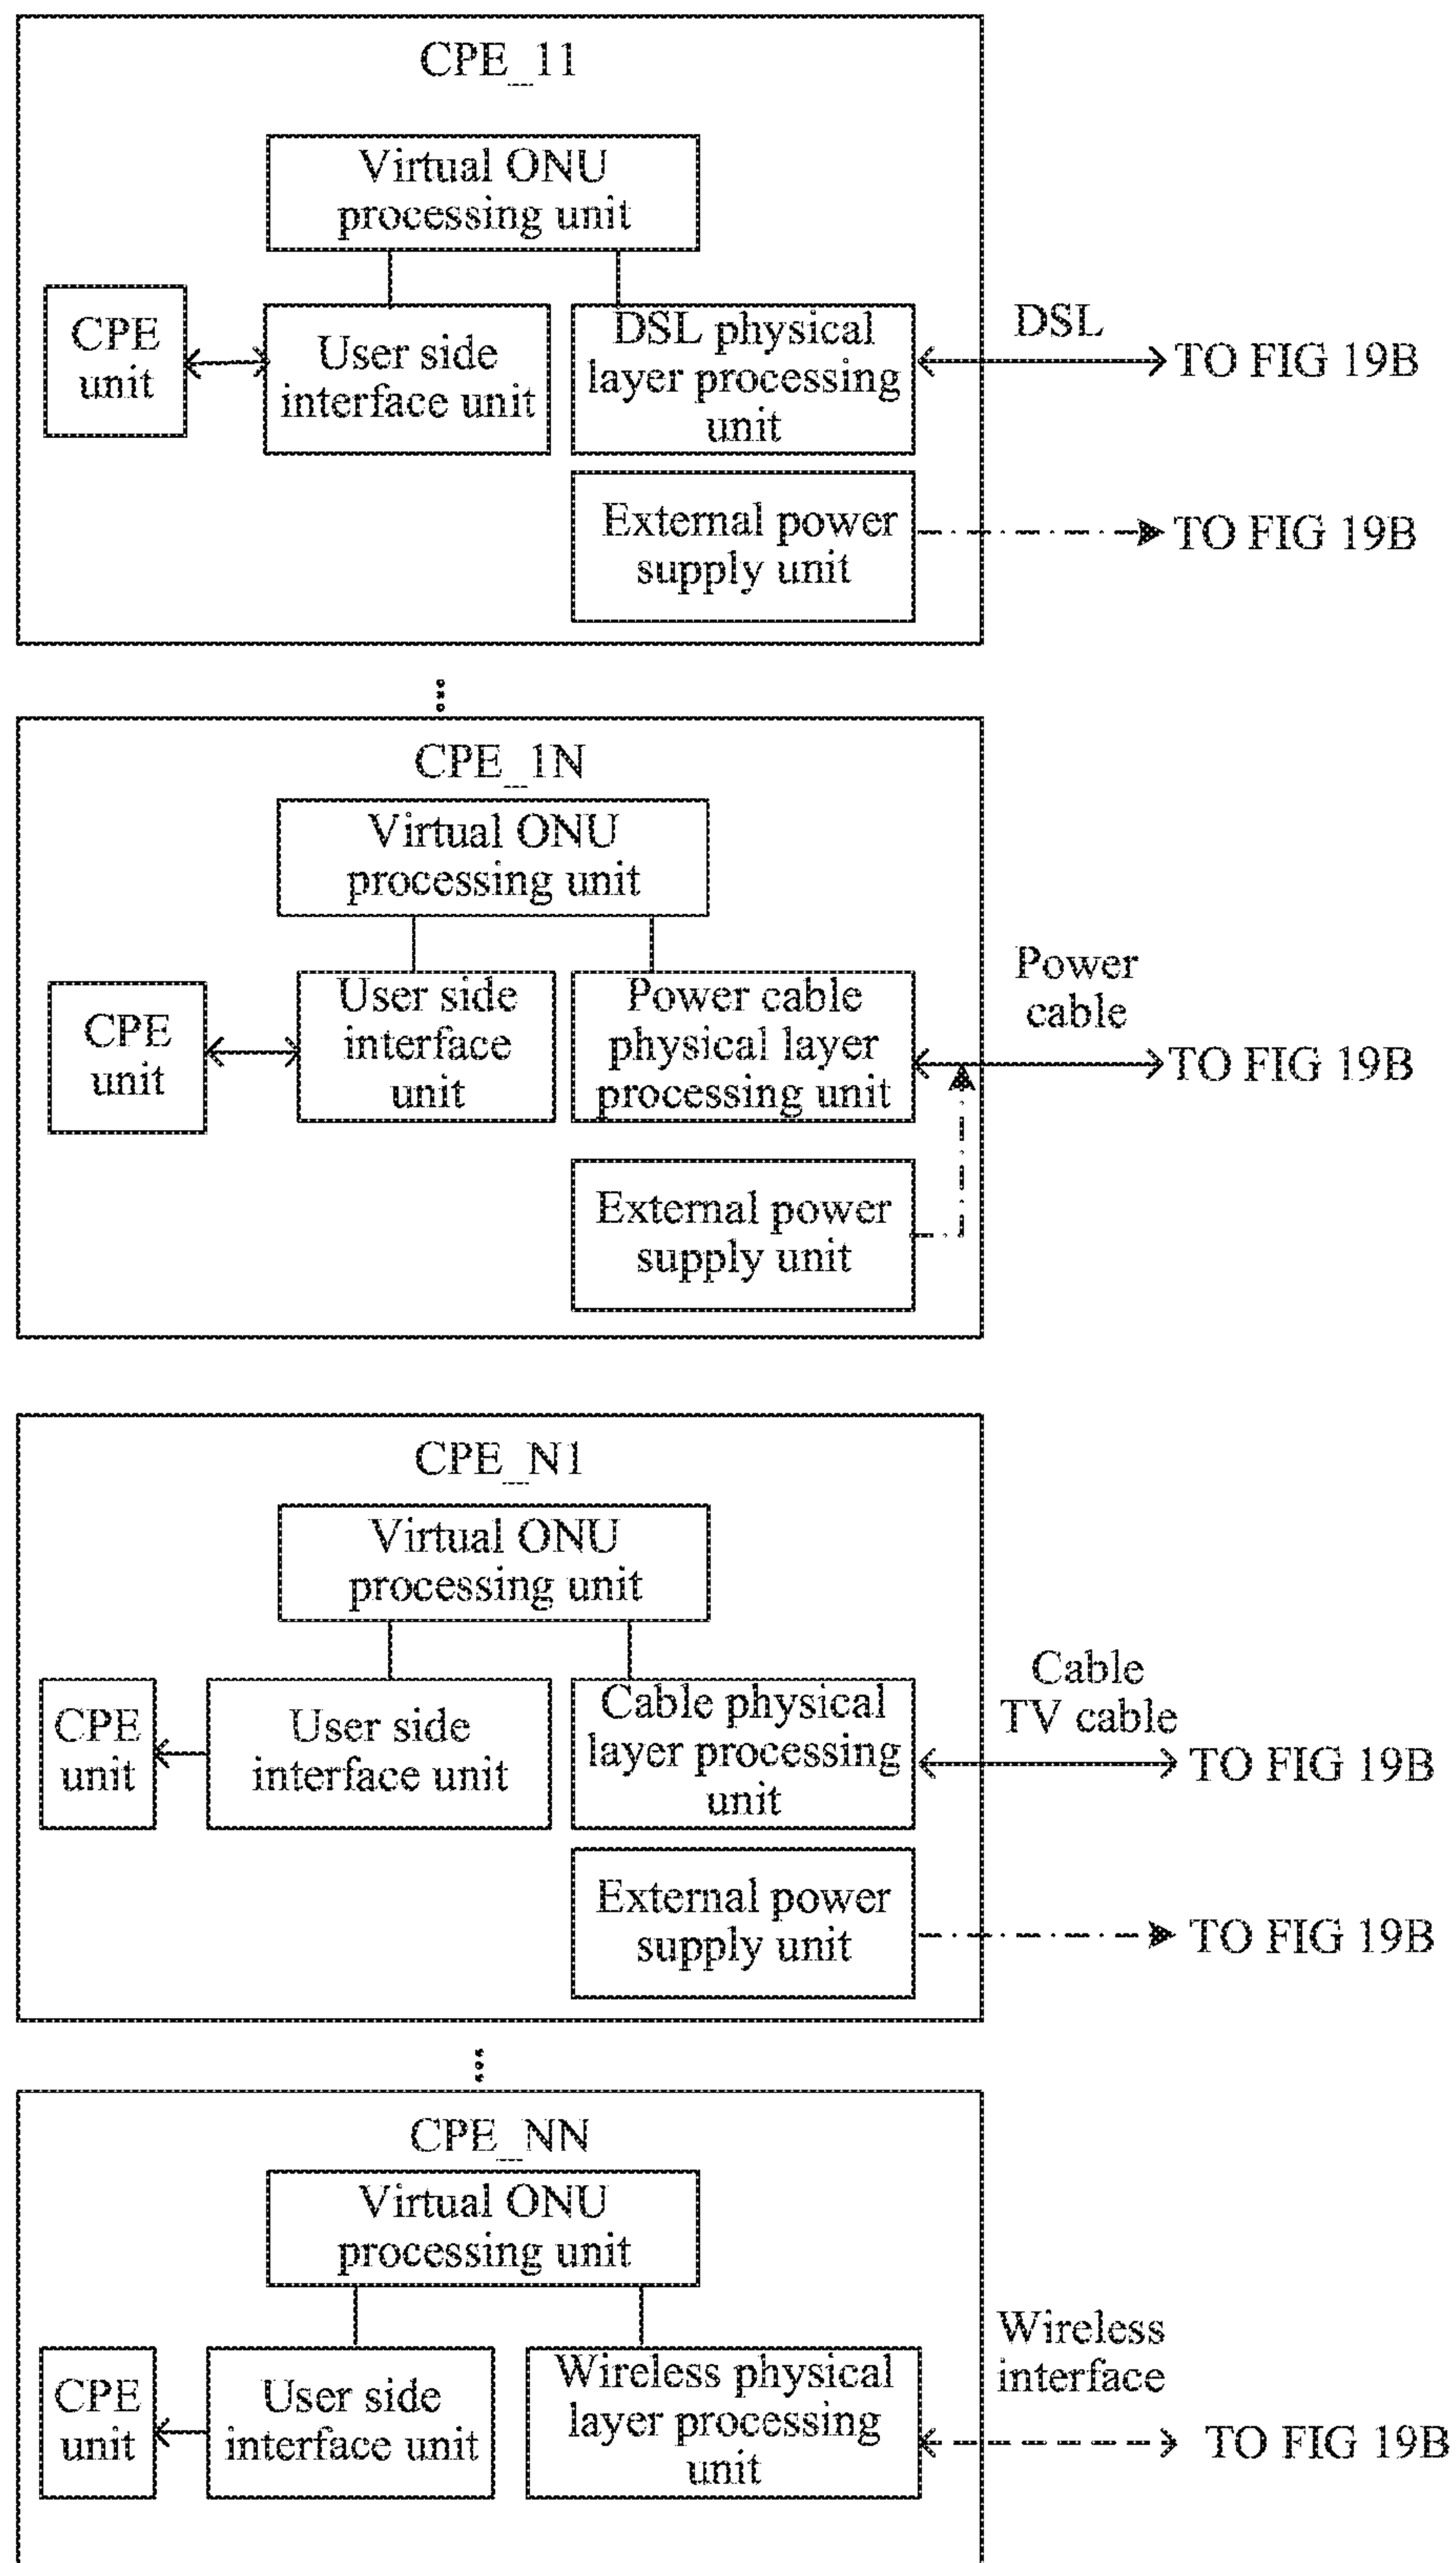 CPE_11
Virtual ONU
processing unit
CPE
unit
User side
interface unit
DSL physical
layer processing
unit
DSL
TO FIG 19B
External power
supply unit
TO FIG 19B
CPE_1N
Virtual ONU
processing unit
CPE
unit
User side
interface
unit
Power cable
physical layer
processing unit
Power
cable
TO FIG 19B
External power
supply unit
CPE_N1
Virtual ONU
processing unit
CPE
unit
User side
interface unit
Cable physical
layer processing
unit
Cable
TV cable
TO FIG 19B
External power
supply unit
TO FIG 19B
CPE_NN
Virtual ONU
processing unit
CPE
unit
User side
interface unit
Wireless physical
layer processing
unit
Wireless
interface
TO FIG 19B